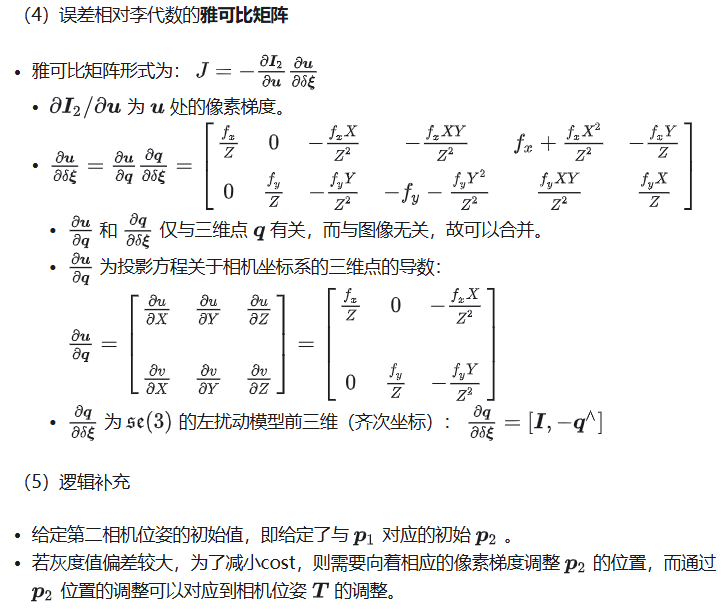 （4）误差相对李代数的雅可比矩阵
• 雅可比矩阵形式为： $J = -\frac{\partial \boldsymbol{I}_2}{\partial \boldsymbol{u}} \frac{\partial \boldsymbol{u}}{\partial \delta \boldsymbol{\xi}}$
• $\partial \boldsymbol{I}_2 / \partial \boldsymbol{u}$ 为 $\boldsymbol{u}$ 处的像素梯度。
• $\frac{\partial \boldsymbol{u}}{\partial \delta \boldsymbol{\xi}} = \frac{\partial \boldsymbol{u}}{\partial \boldsymbol{q}} \frac{\partial \boldsymbol{q}}{\partial \delta \boldsymbol{\xi}} = \begin{bmatrix} \frac{f_x}{Z} & 0 & -\frac{f_x X}{Z^2} & -\frac{f_x XY}{Z^2} & f_x + \frac{f_x X^2}{Z^2} & -\frac{f_x Y}{Z} \\ 0 & \frac{f_y}{Z} & -\frac{f_y Y}{Z^2} & -f_y - \frac{f_y Y^2}{Z^2} & \frac{f_y XY}{Z^2} & \frac{f_y X}{Z} \end{bmatrix}$
• $\frac{\partial \boldsymbol{u}}{\partial \boldsymbol{q}}$ 和 $\frac{\partial \boldsymbol{q}}{\partial \delta \boldsymbol{\xi}}$ 仅与三维点 $\boldsymbol{q}$ 有关，而与图像无关，故可以合并。
• $\frac{\partial \boldsymbol{u}}{\partial \boldsymbol{q}}$ 为投影方程关于相机坐标系的三维点的导数：
$\frac{\partial \boldsymbol{u}}{\partial \boldsymbol{q}} = \begin{bmatrix} \frac{\partial u}{\partial X} & \frac{\partial u}{\partial Y} & \frac{\partial u}{\partial Z} \\ \frac{\partial v}{\partial X} & \frac{\partial v}{\partial Y} & \frac{\partial v}{\partial Z} \end{bmatrix} = \begin{bmatrix} \frac{f_x}{Z} & 0 & -\frac{f_x X}{Z^2} \\ 0 & \frac{f_y}{Z} & -\frac{f_y Y}{Z^2} \end{bmatrix}$
• $\frac{\partial \boldsymbol{q}}{\partial \delta \boldsymbol{\xi}}$ 为 $\mathfrak{se}(3)$ 的左扰动模型前三维（齐次坐标）： $\frac{\partial \boldsymbol{q}}{\partial \delta \boldsymbol{\xi}} = [\boldsymbol{I}, -\boldsymbol{q}^{\wedge}]$
（5）逻辑补充
• 给定第二相机位姿的初始值，即给定了与 $\boldsymbol{p}_1$ 对应的初始 $\boldsymbol{p}_2$ 。
• 若灰度值偏差较大，为了减小cost，则需要向着相应的像素梯度调整 $\boldsymbol{p}_2$ 的位置，而通过
$\boldsymbol{p}_2$ 位置的调整可以对应到相机位姿 $\boldsymbol{T}$ 的调整。